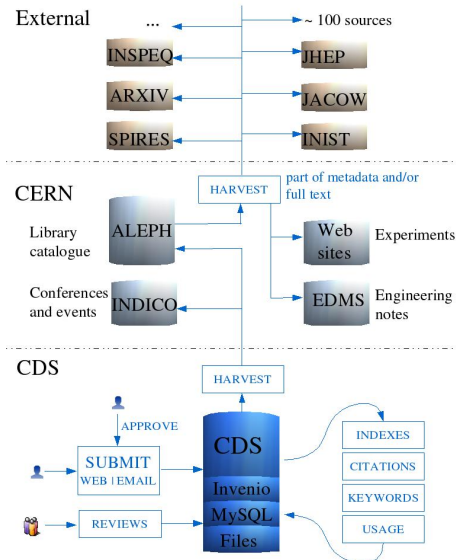 External
...
~ 100 sources
INSPEQ
JHEP
ARXIV
JACOW
SPIRES
INIST
HARVEST
part of metadata and/or
full text
CERN
Library
catalogue
ALEPH
Web
sites
Experiments
Conferences
and events
INDICO
EDMS
Engineering
notes
CDS
HARVEST
APPROVE
SUBMIT
WEB | EMAIL
REVIEWS
CDS
Invenio
MySQL
Files
INDEXES
CITATIONS
KEYWORDS
USAGE